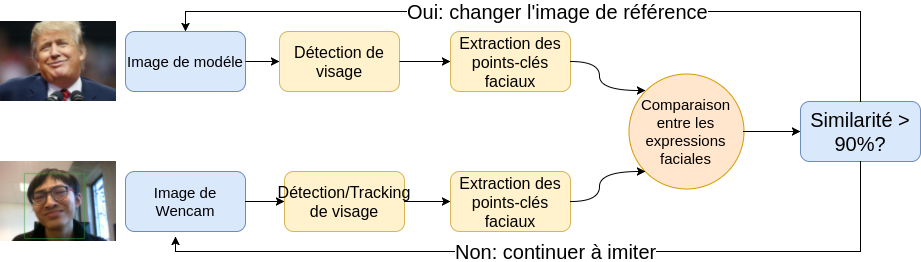 Oui: changer l'image de référence
Image de modéle
Détection de
visage
Extraction des
points-clés
faciaux
Comparaison
entre les
expressions
faciales
Similarité >
90%?
Image de
Wencam
Détection/Tracking
de visage
Extraction des
points-clés
faciaux
Non: continuer à imiter